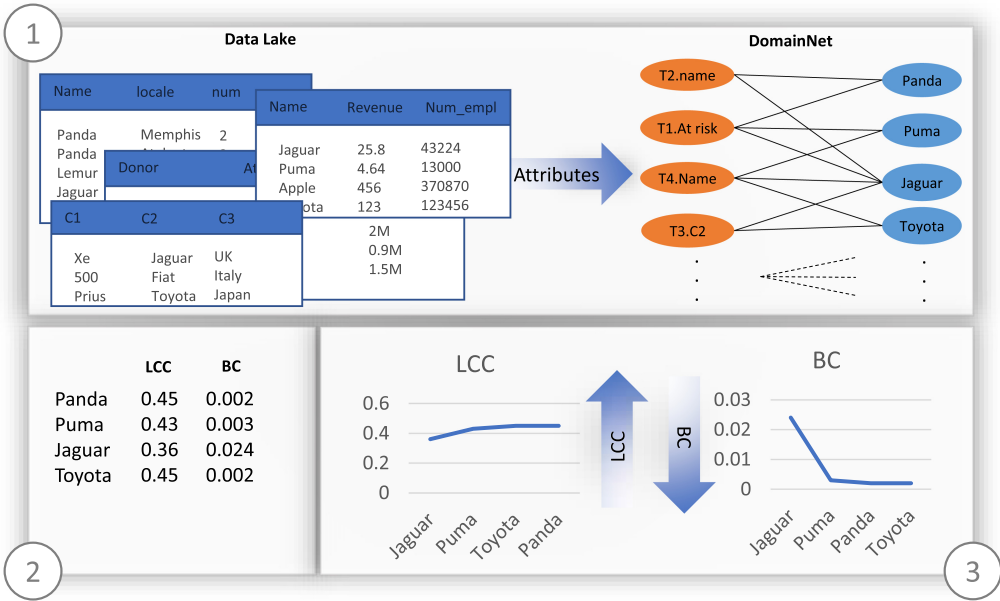 1
Data Lake
DomainNet
Name locale num
Panda Memphis 2
Panda
Lemur
Jaguar
Donor
Name Revenue Num_empl
Jaguar 25.8 43224
Puma 4.64 13000
Apple 456 370870
ota 123 123456
2M
0.9M
1.5M
C1 C2 C3
Xe Jaguar UK
500 Fiat Italy
Prius Toyota Japan
Attributes
T2.name
T1.At risk
T4.Name
T3.C2
Panda
Puma
Jaguar
Toyota
LCC BC
Panda 0.45 0.002
Puma 0.43 0.003
Jaguar 0.36 0.024
Toyota 0.45 0.002
2
LCC
0.6
0.4
0.2
0
Jaguar Puma Toyota Panda
LCC
BC
BC
0.03
0.02
0.01
0
Jaguar Puma Panda Toyota
3